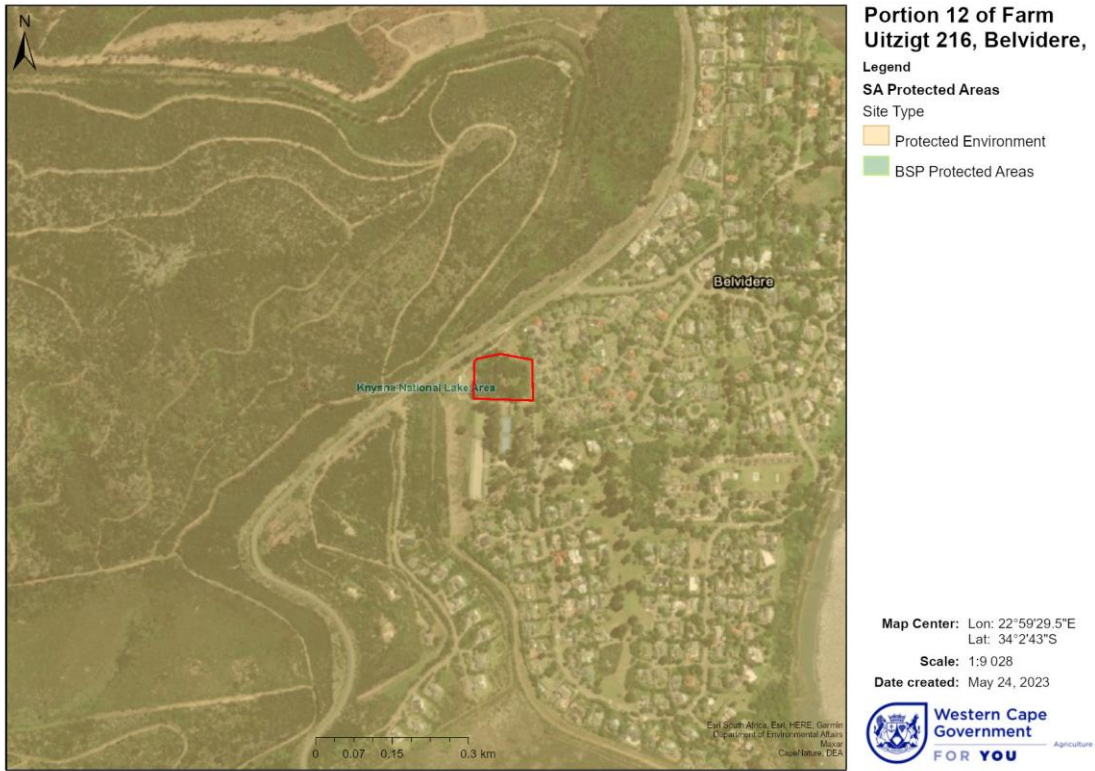 N
Belvidere
Knysna National Lake Area
0 0.07 0.15 0.3 km
Esri South Africa, Esri, HERE, Garmin
Department of Environmental Affairs
Maxar
CapeNature, DEA
Portion 12 of Farm
Uitzigt 216, Belvidere,
Legend
SA Protected Areas
Site Type
Protected Environment
BSP Protected Areas
Map Center: Lon: 22°59'29.5"E
Lat: 34°2'43"S
Scale: 1:9 028
Date created: May 24, 2023
Western Cape
Government
Agriculture
FOR YOU